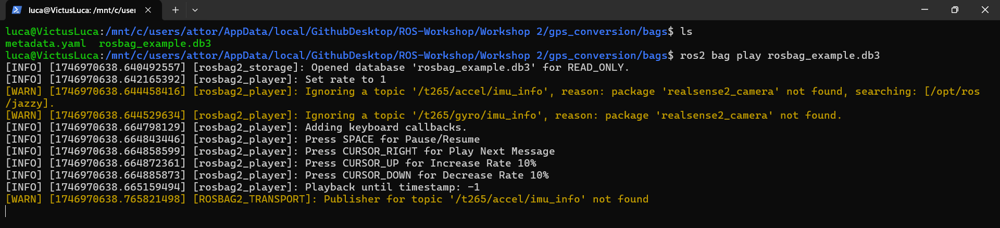 luca@VictusLuca: /mnt/c/user
luca@VictusLuca:/mnt/c/users/attor/AppData/local/GithubDesktop/ROS-Workshop/Workshop 2/gps_conversion/bags$ ls
metadata.yaml  rosbag_example.db3
luca@VictusLuca:/mnt/c/users/attor/AppData/local/GithubDesktop/ROS-Workshop/Workshop 2/gps_conversion/bags$ ros2 bag play rosbag_example.db3
[INFO] [1746970638.640492557] [rosbag2_storage]: Opened database 'rosbag_example.db3' for READ_ONLY.
[INFO] [1746970638.642165392] [rosbag2_player]: Set rate to 1
[WARN] [1746970638.644458416] [rosbag2_player]: Ignoring a topic '/t265/accel/imu_info', reason: package 'realsense2_camera' not found, searching: [/opt/ros
/jazzy].
[WARN] [1746970638.644529634] [rosbag2_player]: Ignoring a topic '/t265/gyro/imu_info', reason: package 'realsense2_camera' not found.
[INFO] [1746970638.664798129] [rosbag2_player]: Adding keyboard callbacks.
[INFO] [1746970638.664843446] [rosbag2_player]: Press SPACE for Pause/Resume
[INFO] [1746970638.664858599] [rosbag2_player]: Press CURSOR_RIGHT for Play Next Message
[INFO] [1746970638.664872361] [rosbag2_player]: Press CURSOR_UP for Increase Rate 10%
[INFO] [1746970638.664885873] [rosbag2_player]: Press CURSOR_DOWN for Decrease Rate 10%
[INFO] [1746970638.665159494] [rosbag2_player]: Playback until timestamp: -1
[WARN] [1746970638.765821498] [ROSBAG2_TRANSPORT]: Publisher for topic '/t265/accel/imu_info' not found